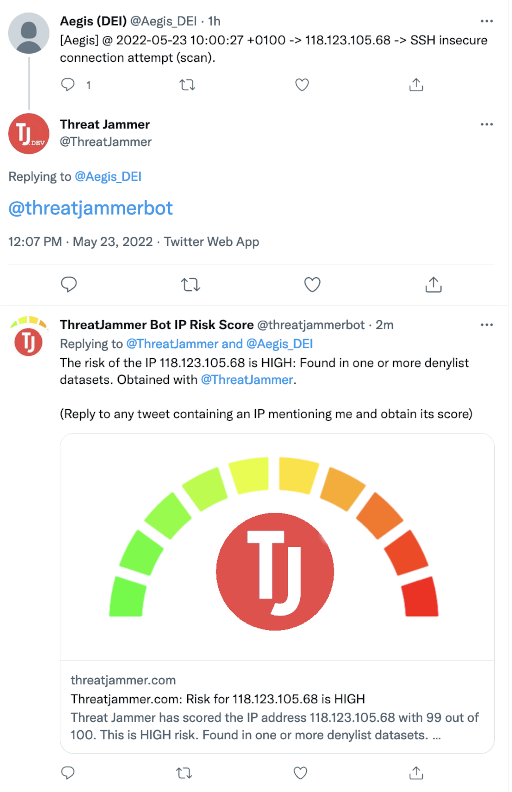 Aegis (DEI) @Aegis_DEI · 1h
[Aegis] @ 2022-05-23 10:00:27 +0100 -> 118.123.105.68 -> SSH insecure
connection attempt (scan).
1
TJ.DEV
Threat Jammer
@ThreatJammer
Replying to @Aegis_DEI
@threatjammerbot
12:07 PM · May 23, 2022 · Twitter Web App
TJ
ThreatJammer Bot IP Risk Score @threatjammerbot · 2m
Replying to @ThreatJammer and @Aegis_DEI
The risk of the IP 118.123.105.68 is HIGH: Found in one or more denylist
datasets. Obtained with @ThreatJammer.
(Reply to any tweet containing an IP mentioning me and obtain its score)
TJ
threatjammer.com
Threatjammer.com: Risk for 118.123.105.68 is HIGH
Threat Jammer has scored the IP address 118.123.105.68 with 99 out of
100. This is HIGH risk. Found in one or more denylist datasets. ...